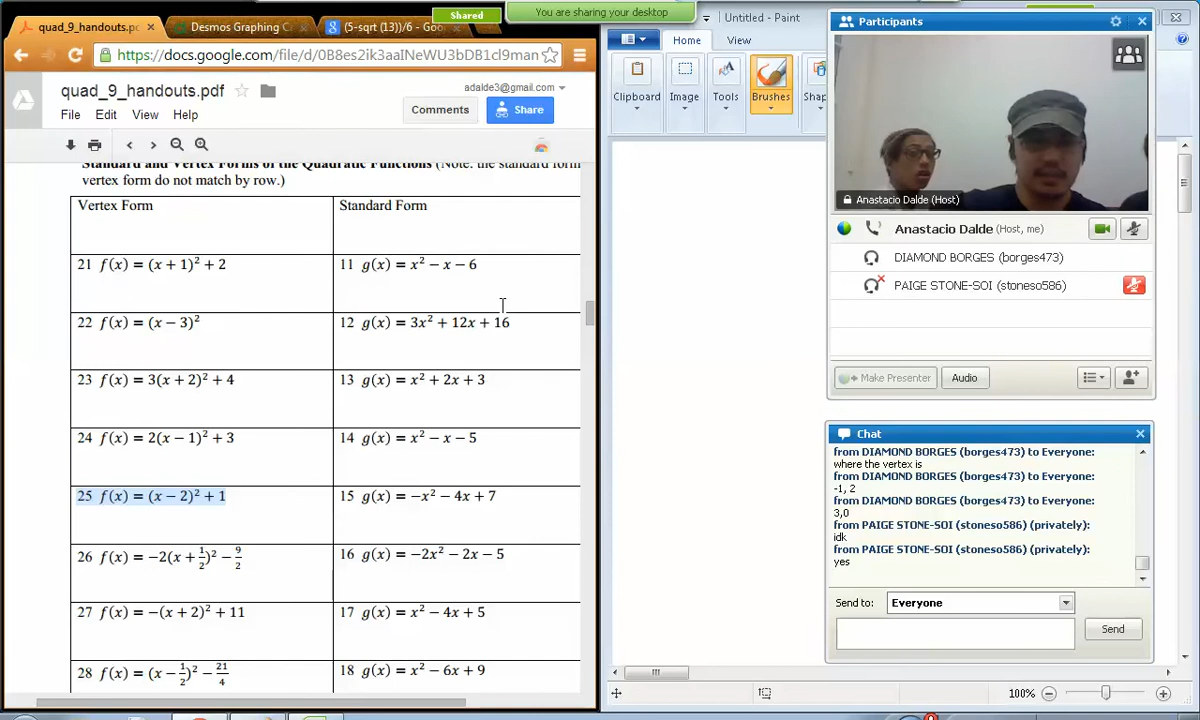 quad_9_handouts.pc
Desmos Graphing C
(5-sqrt (13))/6 - Goo
Shared
You are sharing your desktop
Untitled - Paint
https://docs.google.com/file/d/0B8es2ik3aaINeWU3bDB1cl9man
quad_9_handouts.pdf
adalde3@gmail.com
File Edit View Help
Comments
Share
Standard and Vertex Forms of the Quadratic Functions (Note: the standard form
vertex form do not match by row.)
Vertex Form Standard Form
21 f(x) = (x + 1)² + 2 11 g(x) = x² − x − 6
22 f(x) = (x − 3)² 12 g(x) = 3x² + 12x + 16
23 f(x) = 3(x + 2)² + 4 13 g(x) = x² + 2x + 3
24 f(x) = 2(x − 1)² + 3 14 g(x) = x² − x − 5
25 f(x) = (x − 2)² + 1 15 g(x) = −x² − 4x + 7
26 f(x) = −2(x + 1/2)² − 9/2 16 g(x) = −2x² − 2x − 5
27 f(x) = −(x + 2)² + 11 17 g(x) = x² − 4x + 5
28 f(x) = (x − 1/2)² − 21/4 18 g(x) = x² − 6x + 9
Home View
Clipboard Image Tools Brushes Shap
100%
Participants
Anastacio Dalde (Host)
Anastacio Dalde (Host, me)
DIAMOND BORGES (borges473)
PAIGE STONE-SOI (stoneso586)
Make Presenter
Audio
Chat
from DIAMOND BORGES (borges473) to Everyone:
where the vertex is
-1, 2
from DIAMOND BORGES (borges473) to Everyone:
3,0
from PAIGE STONE-SOI (stoneso586) (privately):
idk
from PAIGE STONE-SOI (stoneso586) (privately):
yes
Send to: Everyone
Send